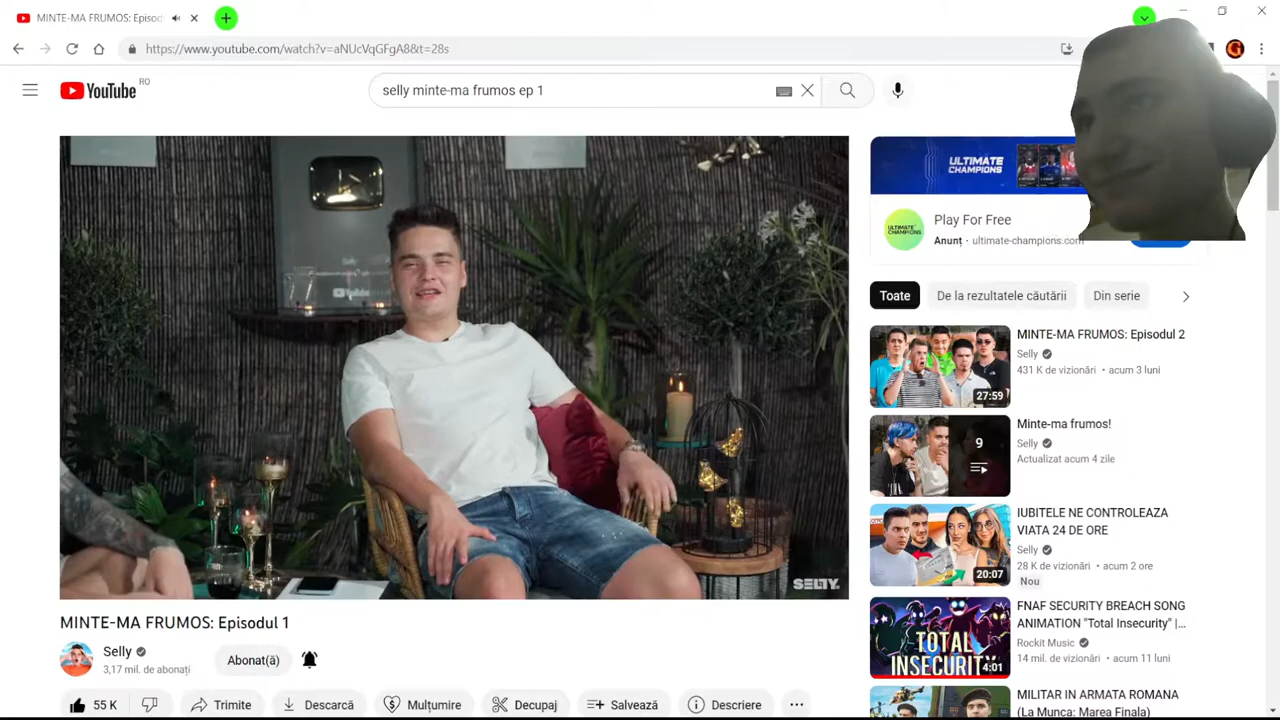 MINTE-MA FRUMOS: Episod
https://www.youtube.com/watch?v=aNUcVqGFgA8&t=28s
YouTube RO
selly minte-ma frumos ep 1
ULTIMATE
CHAMPIONS
ULTIMATE
CHAMPIONS
Play For Free
Anunț • ultimate-champions.com
Toate
De la rezultatele căutării
Din serie
MINTE-MA FRUMOS: Episodul 2
Selly
431 K de vizionări • acum 3 luni
27:59
Minte-ma frumos!
Selly
Actualizat acum 4 zile
9
IUBITELE NE CONTROLEAZA
VIATA 24 DE ORE
Selly
28 K de vizionări • acum 2 ore
Nou
20:07
FNAF SECURITY BREACH SONG
ANIMATION "Total Insecurity" |...
Rockit Music
14 mil. de vizionări • acum 11 luni
TOTAL
INSECURITY
4:01
MILITAR IN ARMATA ROMANA
(La Munca: Marea Finala)
Selly
YouTube
SELLY.
MINTE-MA FRUMOS: Episodul 1
Selly
3,17 mil. de abonați
Abonat(ă)
55 K
Trimite
Descarcă
Mulțumire
Decupaj
Salvează
Descriere